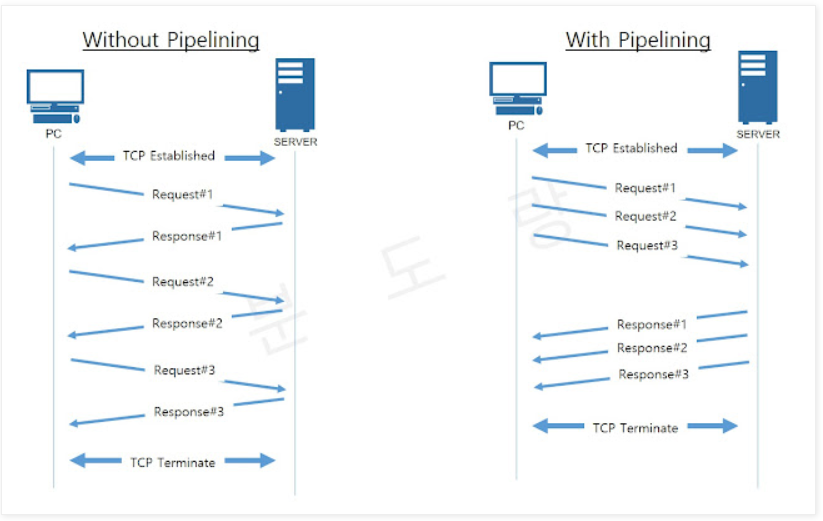 Without Pipelining
PC
SERVER
TCP Established
Request#1
Response#1
Request#2
Response#2
Request#3
Response#3
TCP Terminate
With Pipelining
PC
SERVER
TCP Established
Request#1
Request#2
Request#3
Response#1
Response#2
Response#3
TCP Terminate
분도량